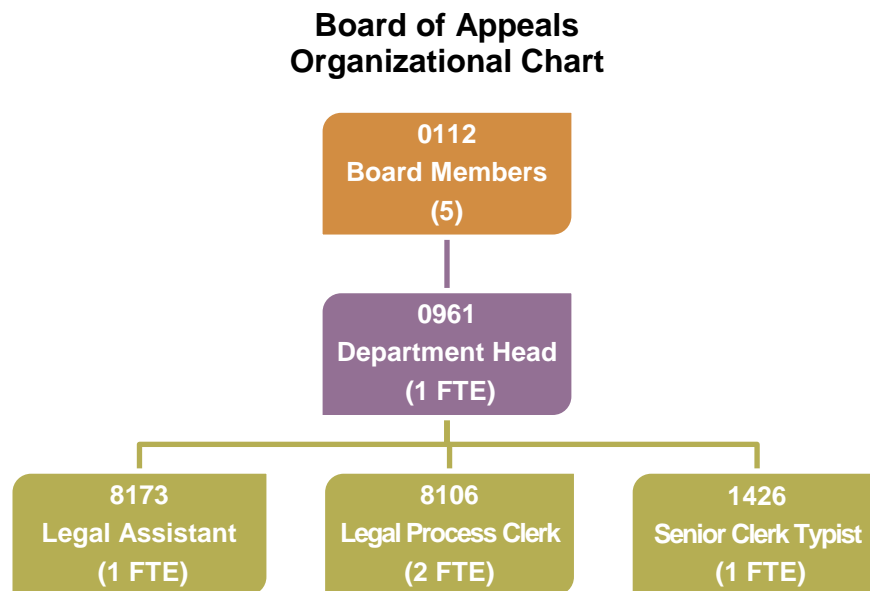 Board of Appeals
Organizational Chart
0112
Board Members
(5)
0961
Department Head
(1 FTE)
8173
Legal Assistant
(1 FTE)
8106
Legal Process Clerk
(2 FTE)
1426
Senior Clerk Typist
(1 FTE)